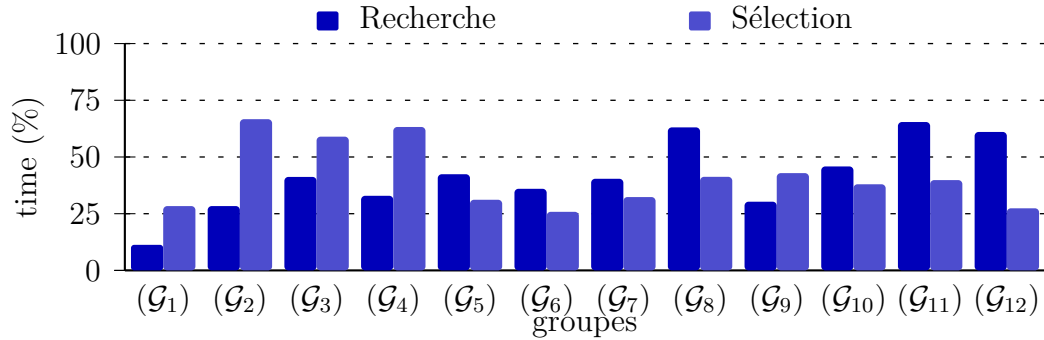 Recherche Sélection
100
75
50
25
0
time (%)
(𝒢₁) (𝒢₂) (𝒢₃) (𝒢₄) (𝒢₅) (𝒢₆) (𝒢₇) (𝒢₈) (𝒢₉) (𝒢₁₀) (𝒢₁₁) (𝒢₁₂)
groupes